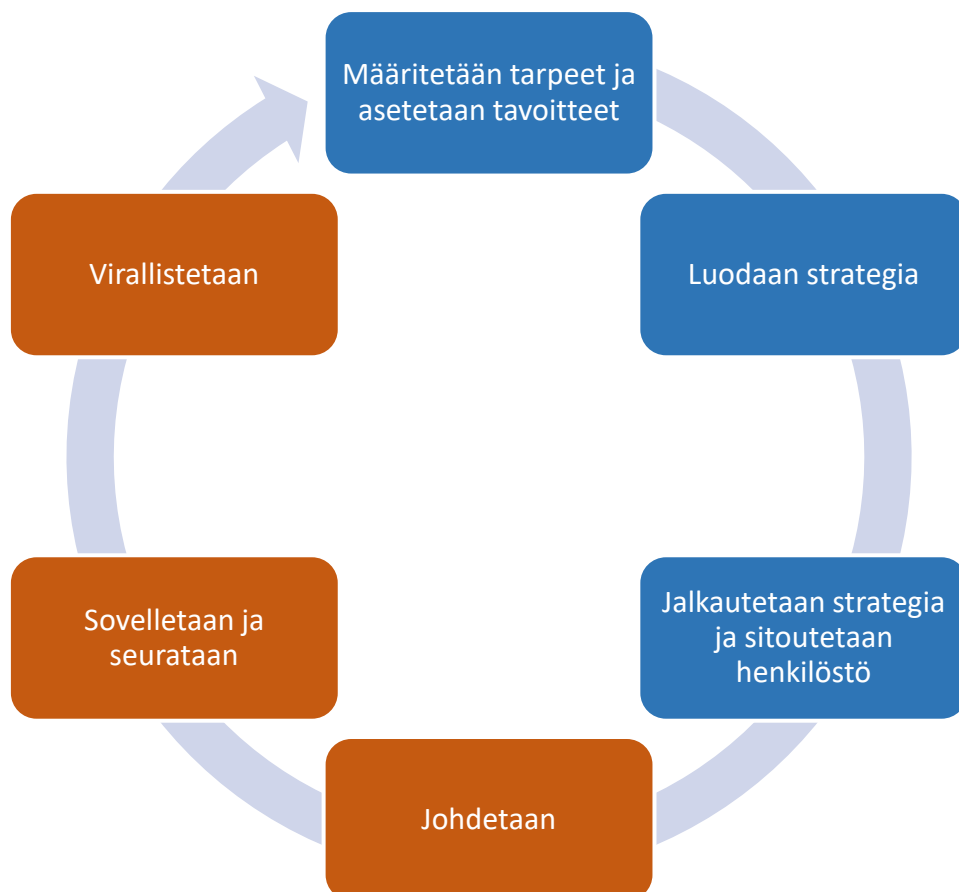 Määritetään tarpeet ja
asetetaan tavoitteet
Luodaan strategia
Jalkautetaan strategia
ja sitoutetaan
henkilöstö
Johdetaan
Sovelletaan ja
seurataan
Virallistetaan